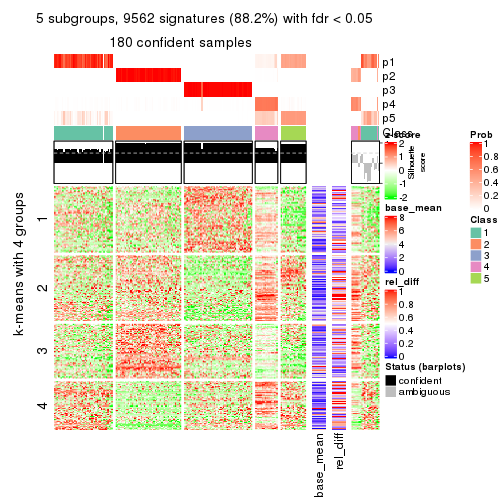 5 subgroups, 9562 signatures (88.2%) with fdr < 0.05
180 confident samples
p1
p2
p3
p4
p5
Class
Silhouette
score
k-means with 4 groups
1
2
3
4
base_mean
rel_diff
z-score
2
1
0
-1
-2
base_mean
8
6
4
2
0
rel_diff
1
0.8
0.6
0.4
0.2
0
Status (barplots)
confident
ambiguous
Prob
1
0.8
0.6
0.4
0.2
0
Class
1
2
3
4
5